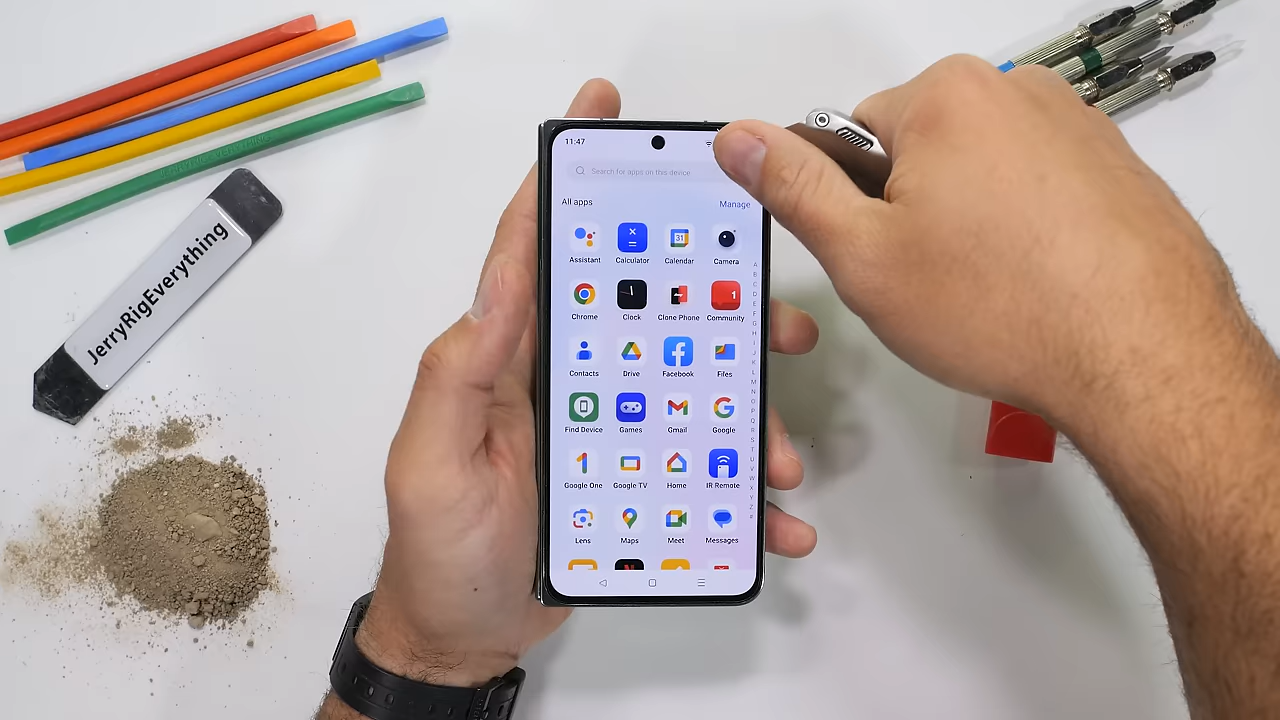 JerryRigEverything
11:47
Search for apps on this device
All apps
Manage
Assistant
Calculator
31
Calendar
Camera
Chrome
Clock
Clone Phone
1
Community
Contacts
Drive
Facebook
Files
Find Device
Games
Gmail
Google
Google One
Google TV
Home
IR Remote
Lens
Maps
Meet
Messages
A
B
C
D
E
F
G
H
I
J
K
L
M
N
O
P
Q
R
S
T
U
V
W
X
Y
Z
#